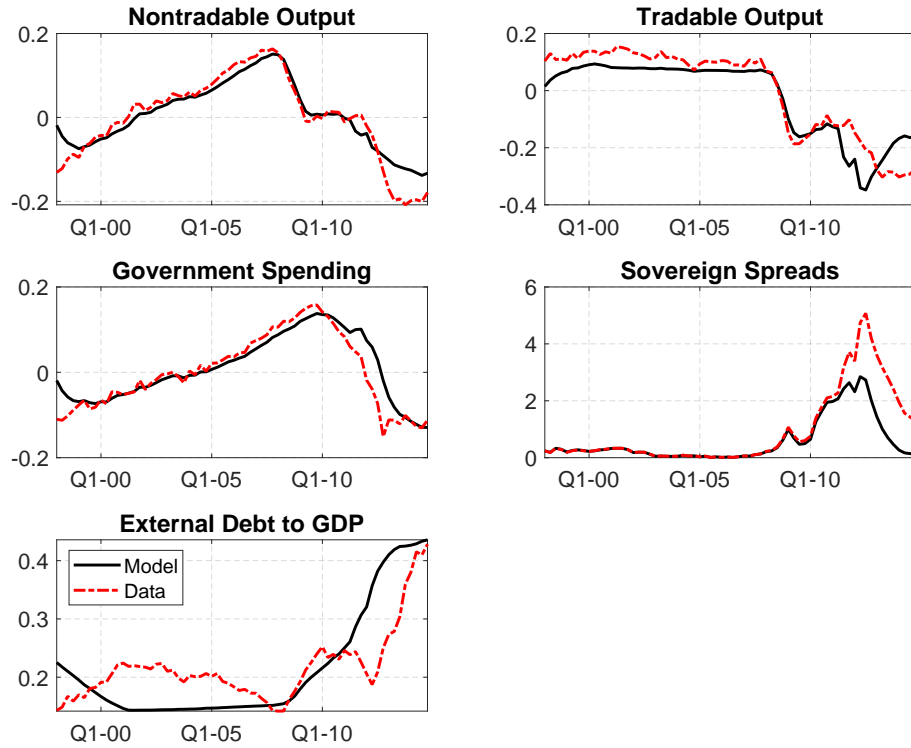 Nontradable Output
0.2
0
-0.2
Q1-00 Q1-05 Q1-10
Tradable Output
0.2
0
-0.2
-0.4
Q1-00 Q1-05 Q1-10
Government Spending
0.2
0
-0.2
Q1-00 Q1-05 Q1-10
Sovereign Spreads
6
4
2
0
Q1-00 Q1-05 Q1-10
External Debt to GDP
0.4
0.3
0.2
Model
Data
Q1-00 Q1-05 Q1-10